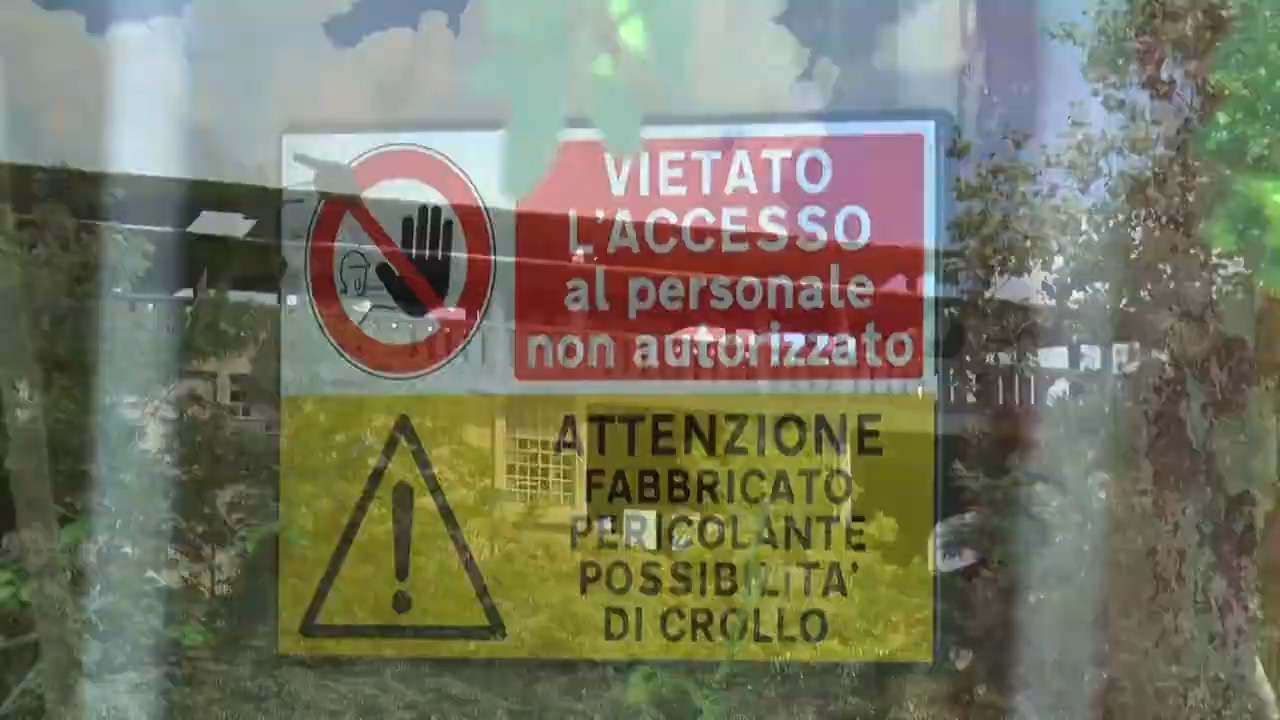 VIETATO
L'ACCESSO
al personale
non autorizzato
ATTENZIONE
FABBRICATO
PERICOLANTE
POSSIBILITA'
DI CROLLO